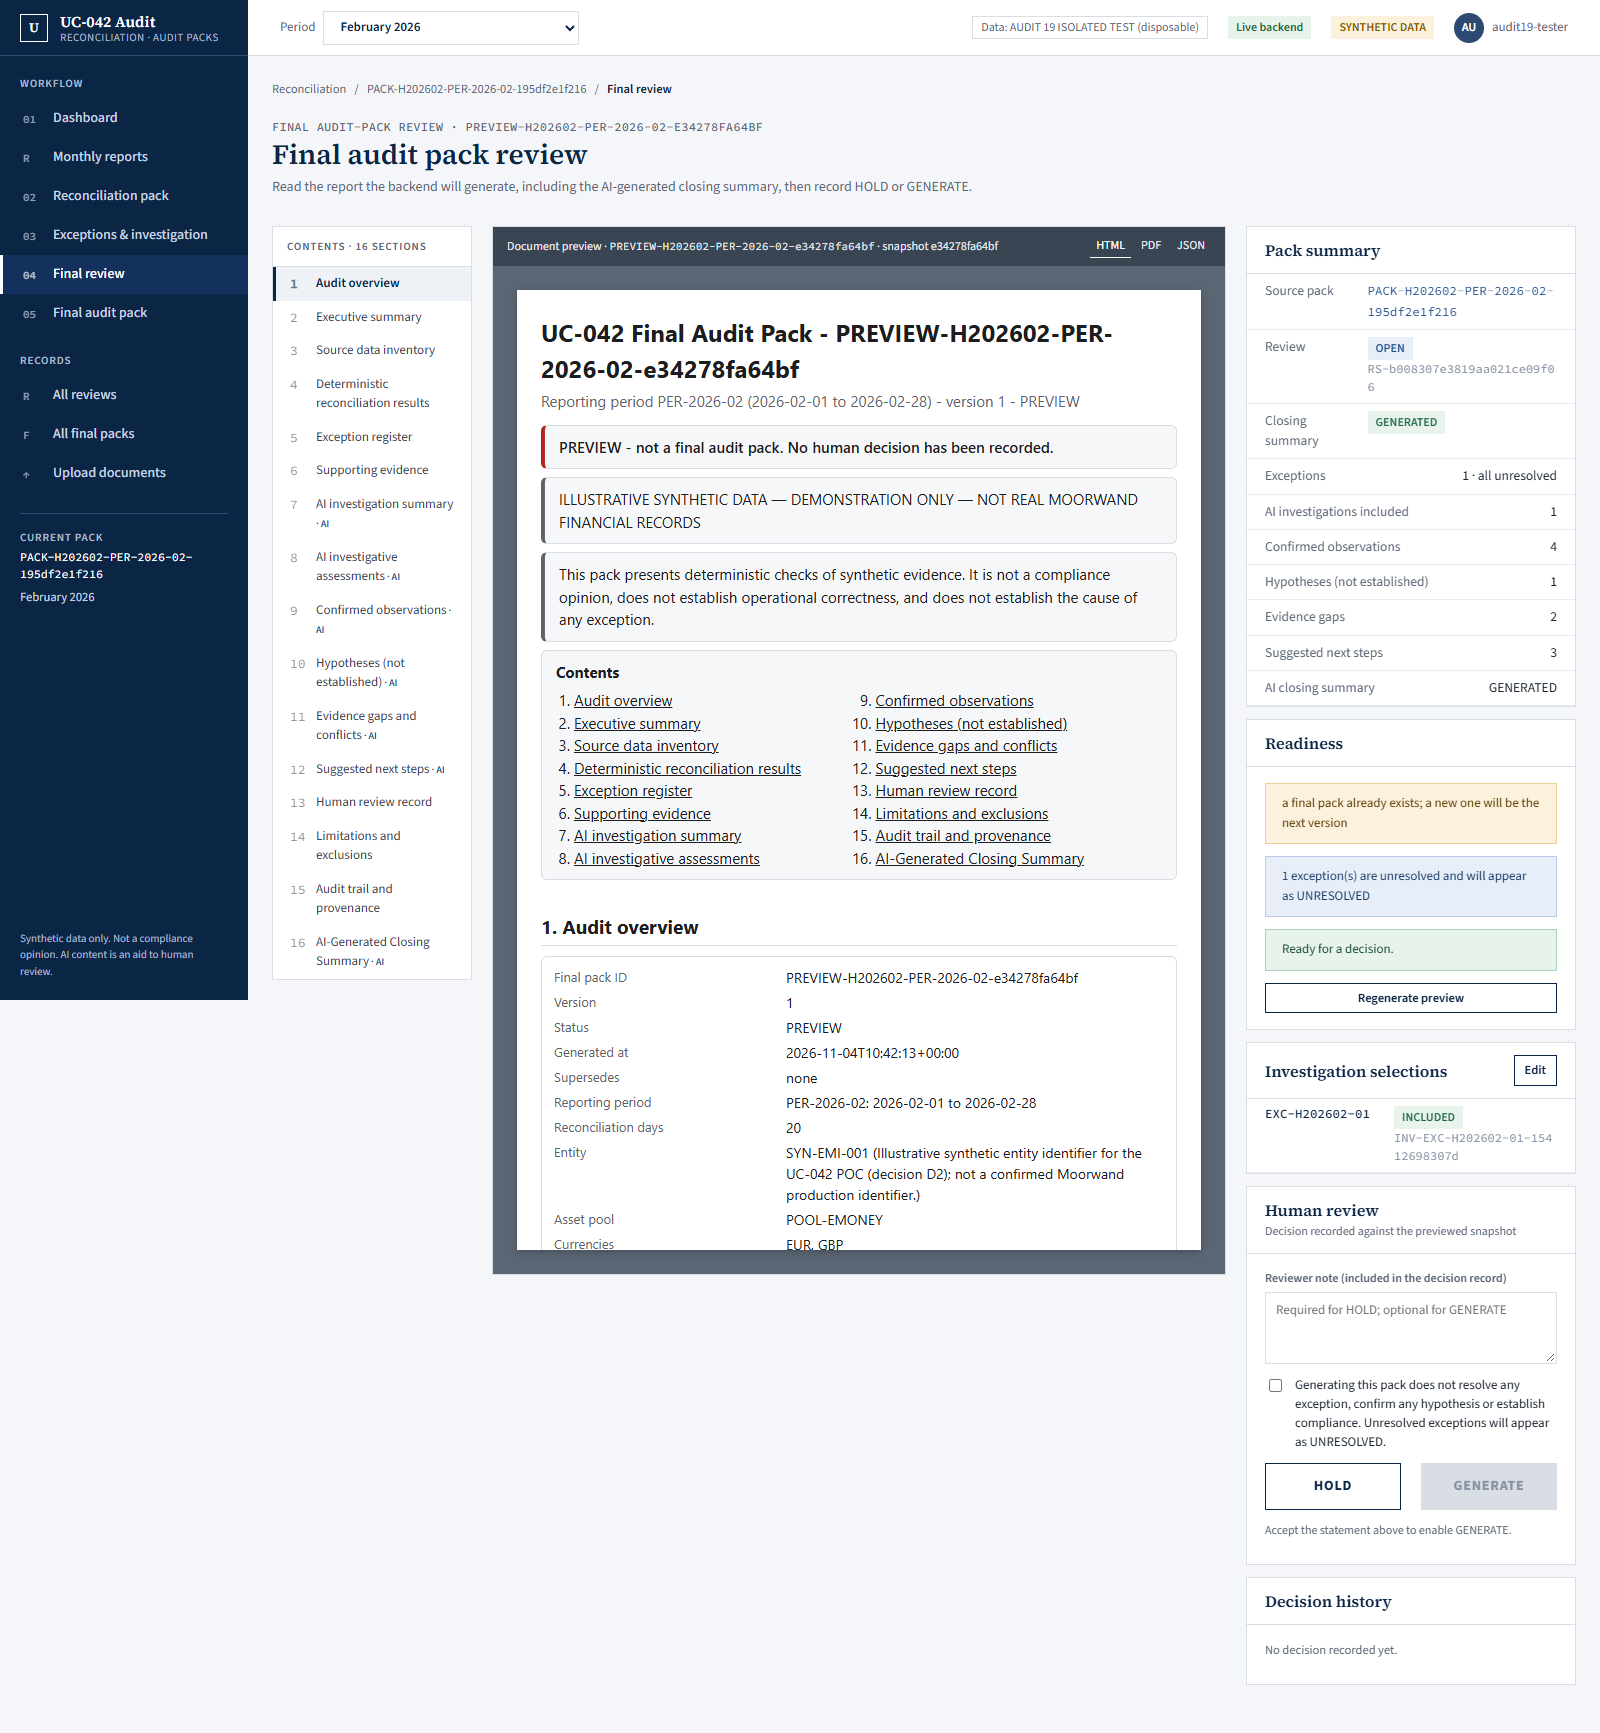 U
UC-042 Audit
RECONCILIATION · AUDIT PACKS
WORKFLOW
01 Dashboard
R Monthly reports
02 Reconciliation pack
03 Exceptions & investigation
04 Final review
05 Final audit pack
RECORDS
R All reviews
F All final packs
↑ Upload documents
CURRENT PACK
PACK-H202602-PER-2026-02-
195df2e1f216
February 2026
Synthetic data only. Not a compliance
opinion. AI content is an aid to human
review.
Period February 2026
Data: AUDIT 19 ISOLATED TEST (disposable)
Live backend
SYNTHETIC DATA
AU audit19-tester
Reconciliation / PACK-H202602-PER-2026-02-195df2e1f216 / Final review
FINAL AUDIT-PACK REVIEW · PREVIEW-H202602-PER-2026-02-E34278FA64BF
Final audit pack review
Read the report the backend will generate, including the AI-generated closing summary, then record HOLD or GENERATE.
CONTENTS · 16 SECTIONS
1 Audit overview
2 Executive summary
3 Source data inventory
4 Deterministic
reconciliation results
5 Exception register
6 Supporting evidence
7 AI investigation summary
· AI
8 AI investigative
assessments · AI
9 Confirmed observations ·
AI
10 Hypotheses (not
established) · AI
11 Evidence gaps and
conflicts · AI
12 Suggested next steps · AI
13 Human review record
14 Limitations and
exclusions
15 Audit trail and
provenance
16 AI-Generated Closing
Summary · AI
Document preview · PREVIEW-H202602-PER-2026-02-e34278fa64bf · snapshot e34278fa64bf
HTML PDF JSON
UC-042 Final Audit Pack - PREVIEW-H202602-PER-
2026-02-e34278fa64bf
Reporting period PER-2026-02 (2026-02-01 to 2026-02-28) - version 1 - PREVIEW
PREVIEW - not a final audit pack. No human decision has been recorded.
ILLUSTRATIVE SYNTHETIC DATA — DEMONSTRATION ONLY — NOT REAL MOORWAND
FINANCIAL RECORDS
This pack presents deterministic checks of synthetic evidence. It is not a compliance
opinion, does not establish operational correctness, and does not establish the cause of
any exception.
Contents
1. Audit overview
2. Executive summary
3. Source data inventory
4. Deterministic reconciliation results
5. Exception register
6. Supporting evidence
7. AI investigation summary
8. AI investigative assessments
9. Confirmed observations
10. Hypotheses (not established)
11. Evidence gaps and conflicts
12. Suggested next steps
13. Human review record
14. Limitations and exclusions
15. Audit trail and provenance
16. AI-Generated Closing Summary
1. Audit overview
Final pack ID PREVIEW-H202602-PER-2026-02-e34278fa64bf
Version 1
Status PREVIEW
Generated at 2026-11-04T10:42:13+00:00
Supersedes none
Reporting period PER-2026-02: 2026-02-01 to 2026-02-28
Reconciliation days 20
Entity SYN-EMI-001 (Illustrative synthetic entity identifier for the
UC-042 POC (decision D2); not a confirmed Moorwand
production identifier.)
Asset pool POOL-EMONEY
Currencies EUR, GBP
Pack summary
Source pack PACK-H202602-PER-2026-02-
195df2e1f216
Review OPEN
RS-b008307e3819aa021ce09f0
6
Closing GENERATED
summary
Exceptions 1 · all unresolved
AI investigations included 1
Confirmed observations 4
Hypotheses (not established) 1
Evidence gaps 2
Suggested next steps 3
AI closing summary GENERATED
Readiness
a final pack already exists; a new one will be the
next version
1 exception(s) are unresolved and will appear
as UNRESOLVED
Ready for a decision.
Regenerate preview
Investigation selections Edit
EXC-H202602-01 INCLUDED
INV-EXC-H202602-01-154
12698307d
Human review
Decision recorded against the previewed snapshot
Reviewer note (included in the decision record)
Required for HOLD; optional for GENERATE
Generating this pack does not resolve any
exception, confirm any hypothesis or establish
compliance. Unresolved exceptions will appear
as UNRESOLVED.
HOLD GENERATE
Accept the statement above to enable GENERATE.
Decision history
No decision recorded yet.